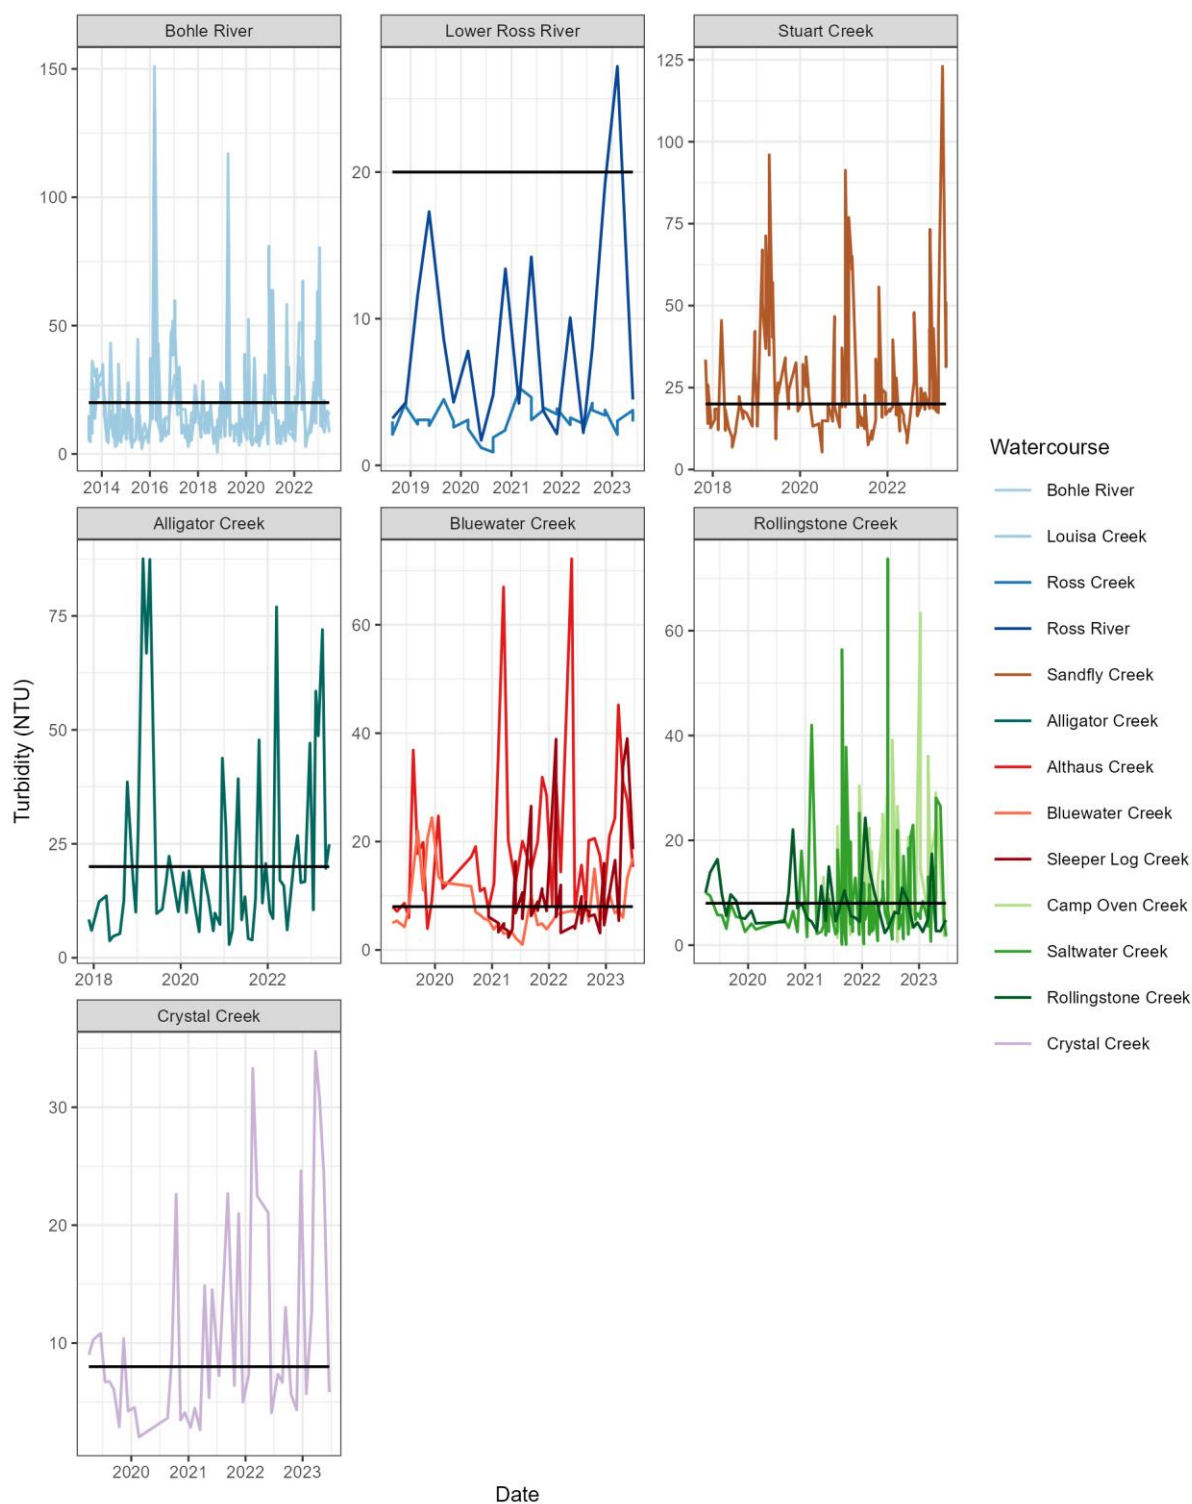 Bohle River
Lower Ross River
Stuart Creek
150
100
50
0
2014 2016 2018 2020 2022
20
10
0
2019 2020 2021 2022 2023
125
100
75
50
25
0
2018 2020 2022
Alligator Creek
Bluewater Creek
Rollingstone Creek
75
50
25
0
2018 2020 2022
60
40
20
0
2020 2021 2022 2023
60
40
20
0
2020 2021 2022 2023
Crystal Creek
30
20
10
2020 2021 2022 2023
Turbidity (NTU)
Date
Watercourse
Bohle River
Louisa Creek
Ross Creek
Ross River
Sandfly Creek
Alligator Creek
Althaus Creek
Bluewater Creek
Sleeper Log Creek
Camp Oven Creek
Saltwater Creek
Rollingstone Creek
Crystal Creek